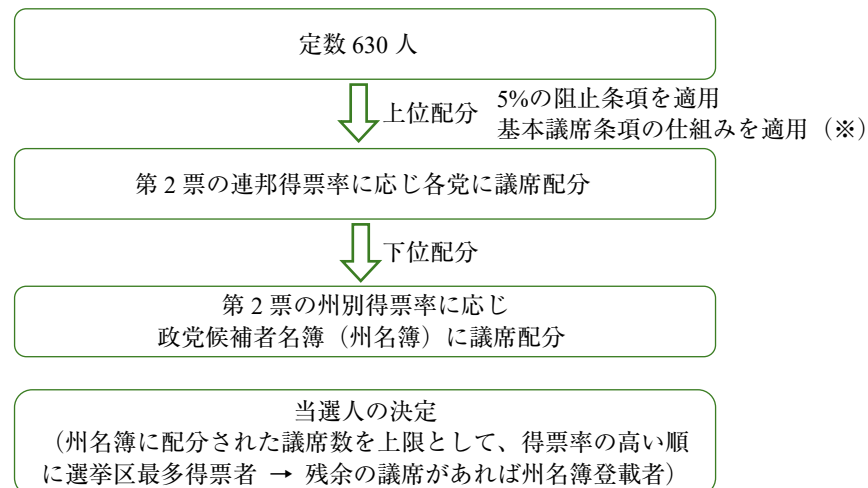 定数 630 人
上位配分
5%の阻止条項を適用
基本議席条項の仕組みを適用（※）
第 2 票の連邦得票率に応じ各党に議席配分
下位配分
第 2 票の州別得票率に応じ
政党候補者名簿（州名簿）に議席配分
当選人の決定
（州名簿に配分された議席数を上限として、得票率の高い順
に選挙区最多得票者 → 残余の議席があれば州名簿登載者）